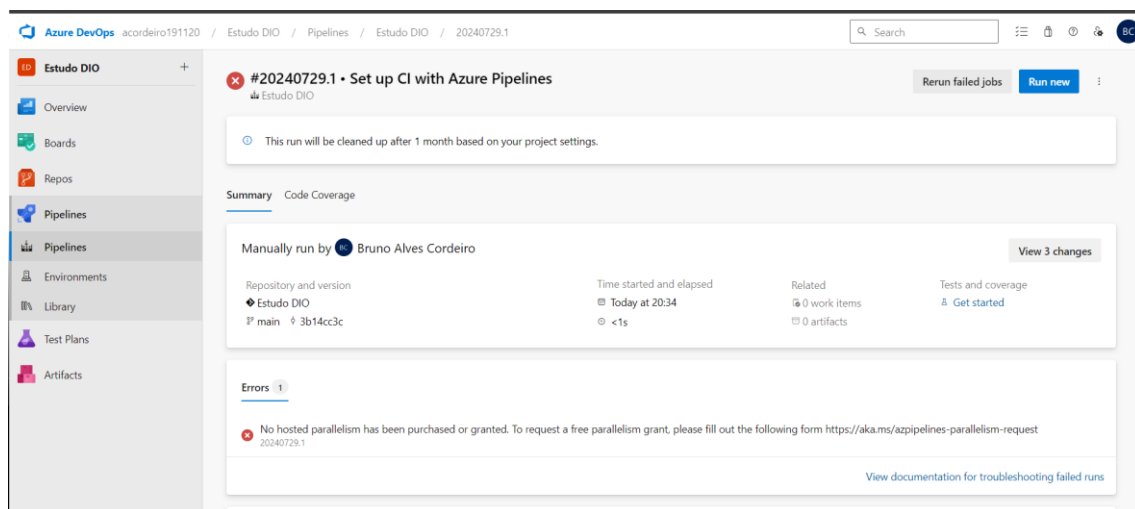 Azure DevOps acordeiro191120 / Estudo DIO / Pipelines / Estudo DIO / 20240729.1
Search
BC
ED Estudo DIO +
Overview
Boards
Repos
Pipelines
Pipelines
Environments
Library
Test Plans
Artifacts
#20240729.1 • Set up CI with Azure Pipelines
Estudo DIO
Rerun failed jobs
Run new
This run will be cleaned up after 1 month based on your project settings.
Summary Code Coverage
Manually run by BC Bruno Alves Cordeiro
View 3 changes
Repository and version
Estudo DIO
main 3b14cc3c
Time started and elapsed
Today at 20:34
<1s
Related
0 work items
0 artifacts
Tests and coverage
Get started
Errors 1
No hosted parallelism has been purchased or granted. To request a free parallelism grant, please fill out the following form https://aka.ms/azpipelines-parallelism-request
20240729.1
View documentation for troubleshooting failed runs